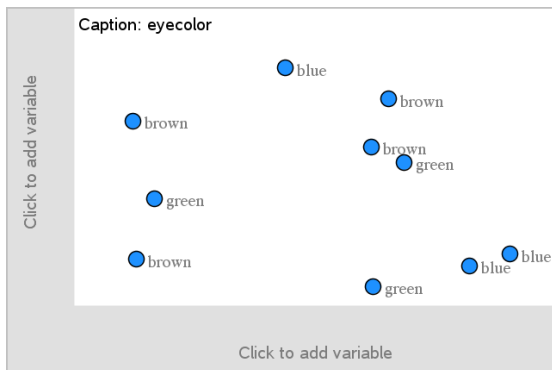 Caption: eyecolor
blue
brown
brown
brown
green
green
brown
blue
blue
green
Click to add variable
Click to add variable